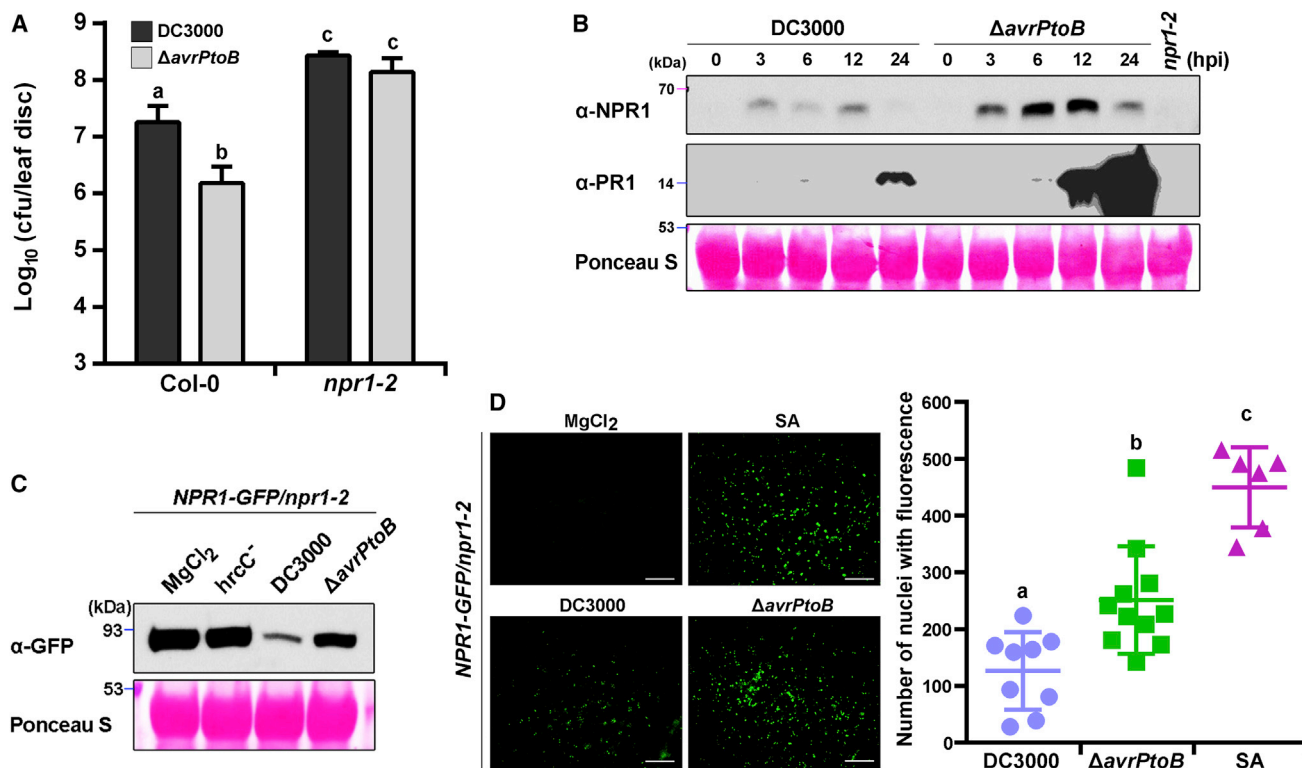 A
Log10 (cfu/leaf disc)
9
8
7
6
5
4
3
DC3000
ΔavrPtoB
a
b
c
c
Col-0
npr1-2
B
DC3000
ΔavrPtoB
npr1-2
(kDa)
0 3 6 12 24 0 3 6 12 24 (hpi)
70
α-NPR1
α-PR1
14
53
Ponceau S
C
NPR1-GFP/npr1-2
MgCl2 hrcC- DC3000 ΔavrPtoB
(kDa)
93
α-GFP
53
Ponceau S
D
NPR1-GFP/npr1-2
MgCl2
SA
DC3000
ΔavrPtoB
Number of nuclei with fluorescence
600
500
400
300
200
100
0
a
b
c
DC3000
ΔavrPtoB
SA